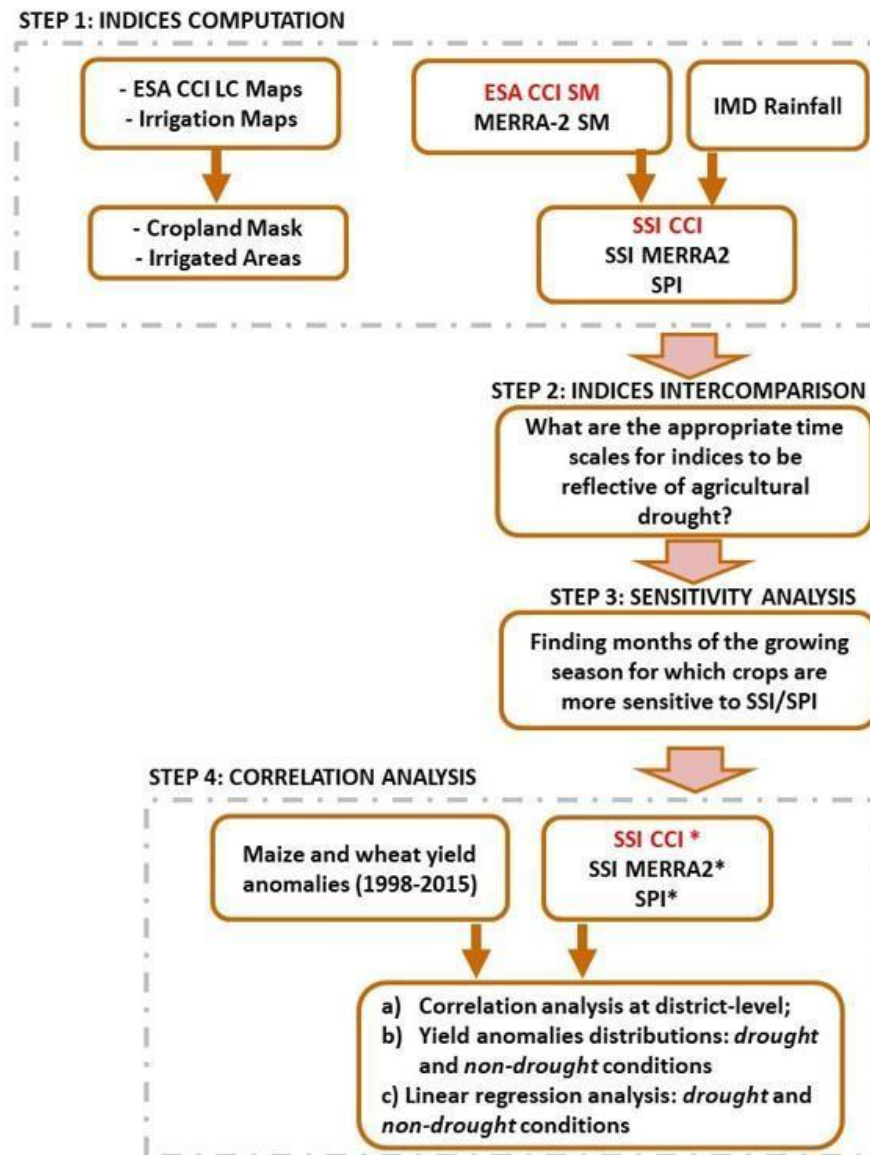 STEP 1: INDICES COMPUTATION
- ESA CCI LC Maps
- Irrigation Maps
ESA CCI SM
MERRA-2 SM
IMD Rainfall
- Cropland Mask
- Irrigated Areas
SSI CCI
SSI MERRA2
SPI
STEP 2: INDICES INTERCOMPARISON
What are the appropriate time
scales for indices to be
reflective of agricultural
drought?
STEP 3: SENSITIVITY ANALYSIS
Finding months of the growing
season for which crops are
more sensitive to SSI/SPI
STEP 4: CORRELATION ANALYSIS
Maize and wheat yield
anomalies (1998-2015)
SSI CCI *
SSI MERRA2*
SPI*
a) Correlation analysis at district-level;
b) Yield anomalies distributions: drought
and non-drought conditions
c) Linear regression analysis: drought and
non-drought conditions